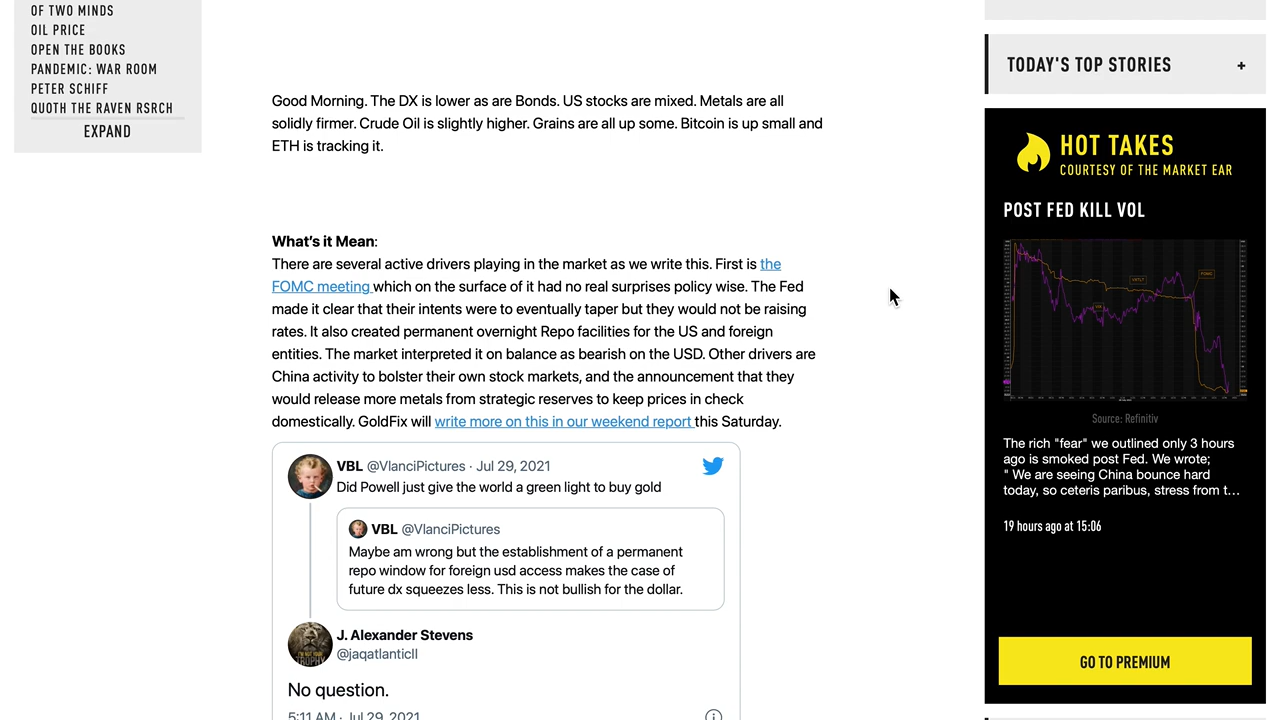 OF TWO MINDS
OIL PRICE
OPEN THE BOOKS
PANDEMIC: WAR ROOM
PETER SCHIFF
QUOTH THE RAVEN RSRCH
EXPAND
Good Morning. The DX is lower as are Bonds. US stocks are mixed. Metals are all
solidly firmer. Crude Oil is slightly higher. Grains are all up some. Bitcoin is up small and
ETH is tracking it.
What's it Mean:
There are several active drivers playing in the market as we write this. First is the
FOMC meeting which on the surface of it had no real surprises policy wise. The Fed
made it clear that their intents were to eventually taper but they would not be raising
rates. It also created permanent overnight Repo facilities for the US and foreign
entities. The market interpreted it on balance as bearish on the USD. Other drivers are
China activity to bolster their own stock markets, and the announcement that they
would release more metals from strategic reserves to keep prices in check
domestically. GoldFix will write more on this in our weekend report this Saturday.
VBL @VlanciPictures · Jul 29, 2021
Did Powell just give the world a green light to buy gold
VBL @VlanciPictures
Maybe am wrong but the establishment of a permanent
repo window for foreign usd access makes the case of
future dx squeezes less. This is not bullish for the dollar.
J. Alexander Stevens
@jaqatlanticII
No question.
5:11 AM · Jul 29, 2021
TODAY'S TOP STORIES +
HOT TAKES
COURTESY OF THE MARKET EAR
POST FED KILL VOL
FOMC
Source: Refinitiv
The rich "fear" we outlined only 3 hours
ago is smoked post Fed. We wrote;
" We are seeing China bounce hard
today, so ceteris paribus, stress from t...
19 hours ago at 15:06
GO TO PREMIUM